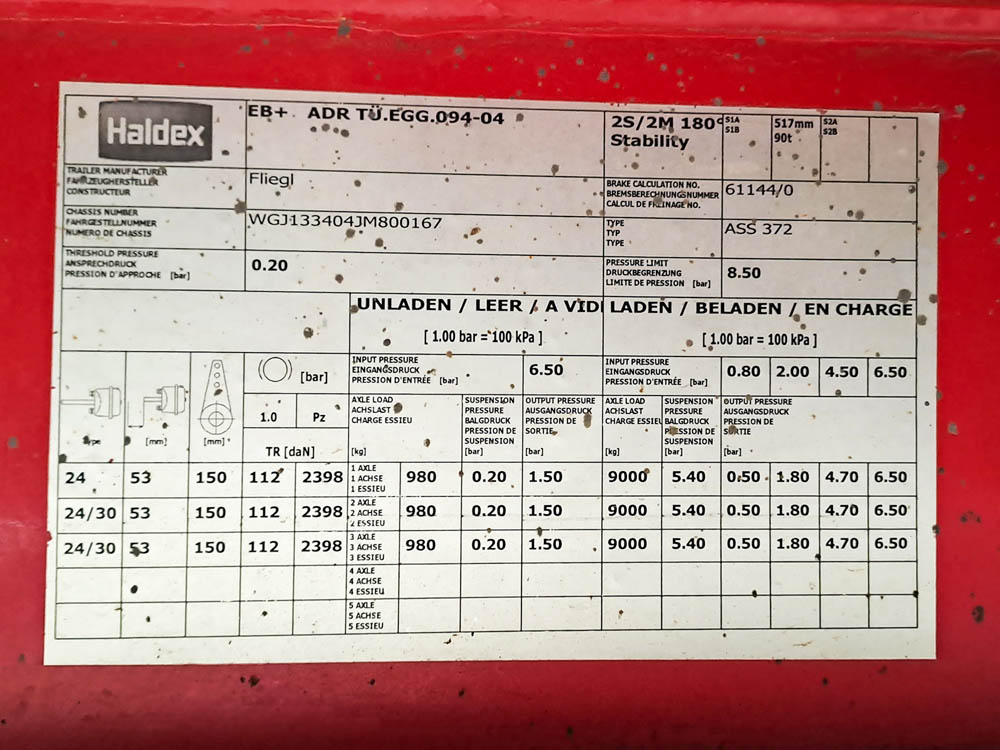 Haldex
EB+ ADR TÜ.EGG.094-04
2S/2M 180°
Stability
S1A
S1B
517mm
90t
S2A
S2B
TRAILER MANUFACTURER
FAHRZEUGHERSTELLER
CONSTRUCTEUR
Fliegl
BRAKE CALCULATION NO.
BREMSBERECHNUNGSNUMMER
CALCUL DE FREINAGE NO.
61144/0
CHASSIS NUMBER
FAHRGESTELLNUMMER
NUMERO DE CHASSIS
WGJ133404JM800167
TYPE
TYP
TYPE
ASS 372
THRESHOLD PRESSURE
ANSPRECHDRUCK
PRESSION D'APPROCHE [bar]
0.20
PRESSURE LIMIT
DRUCKBEGRENZUNG
LIMITE DE PRESSION [bar]
8.50
UNLADEN / LEER / A VID
LADEN / BELADEN / EN CHARGE
[ 1.00 bar = 100 kPa ]
[ 1.00 bar = 100 kPa ]
[bar]
INPUT PRESSURE
EINGANGSDRUCK
PRESSION D'ENTRÉE [bar]
6.50
INPUT PRESSURE
EINGANGSDRUCK
PRESSION D'ENTRÉE [bar]
0.80 2.00 4.50 6.50
Type
[mm]
[mm]
1.0 Pz
TR [daN]
AXLE LOAD
ACHSLAST
CHARGE ESSIEU
[kg]
SUSPENSION
PRESSURE
BALGDRUCK
PRESSION DE
SUSPENSION
[bar]
OUTPUT PRESSURE
AUSGANGSDRUCK
PRESSION DE
SORTIE
[bar]
AXLE LOAD
ACHSLAST
CHARGE ESSIEU
[kg]
SUSPENSION
PRESSURE
BALGDRUCK
PRESSION DE
SUSPENSION
[bar]
OUTPUT PRESSURE
AUSGANGSDRUCK
PRESSION DE
SORTIE
[bar]
24 53 150 112 2398
1 AXLE
1 ACHSE
1 ESSIEU
980 0.20 1.50 9000 5.40 0.50 1.80 4.70 6.50
24/30 53 150 112 2398
2 AXLE
2 ACHSE
2 ESSIEU
980 0.20 1.50 9000 5.40 0.50 1.80 4.70 6.50
24/30 53 150 112 2398
3 AXLE
3 ACHSE
3 ESSIEU
980 0.20 1.50 9000 5.40 0.50 1.80 4.70 6.50
4 AXLE
4 ACHSE
4 ESSIEU
5 AXLE
5 ACHSE
5 ESSIEU